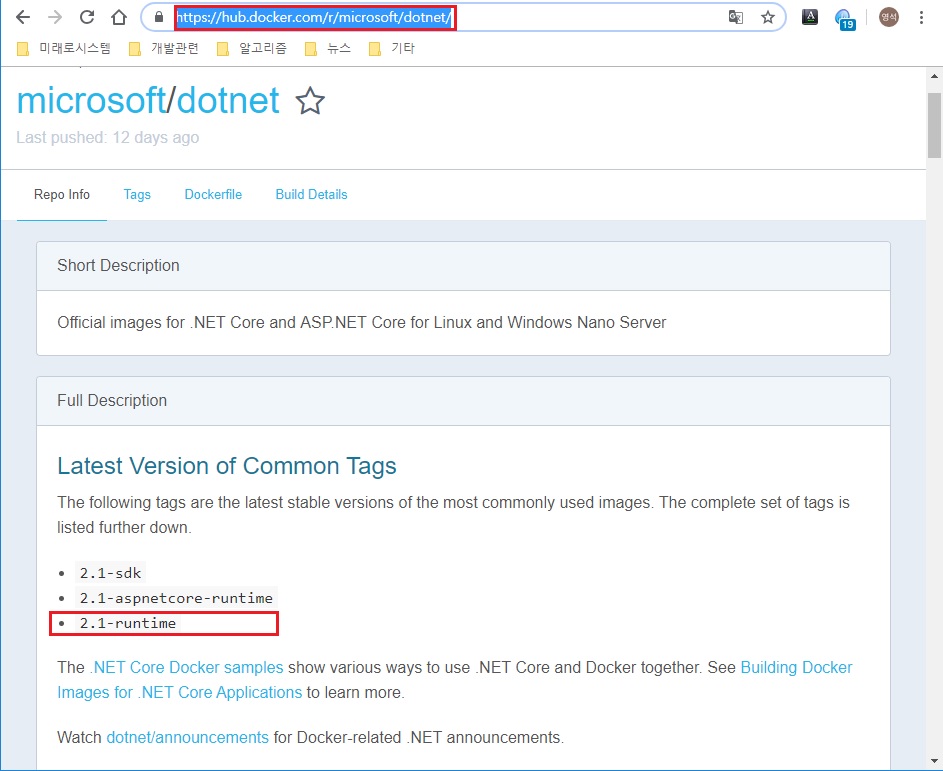 https://hub.docker.com/r/microsoft/dotnet/
영석
19
미래로시스템 개발관련 알고리즘 뉴스 기타
microsoft/dotnet
Last pushed: 12 days ago
Repo Info Tags Dockerfile Build Details
Short Description
Official images for .NET Core and ASP.NET Core for Linux and Windows Nano Server
Full Description
Latest Version of Common Tags
The following tags are the latest stable versions of the most commonly used images. The complete set of tags is
listed further down.
2.1-sdk
2.1-aspnetcore-runtime
2.1-runtime
The .NET Core Docker samples show various ways to use .NET Core and Docker together. See Building Docker
Images for .NET Core Applications to learn more.
Watch dotnet/announcements for Docker-related .NET announcements.